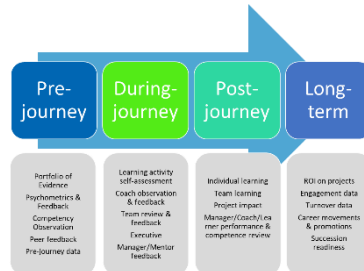 Pre-
journey
During-
journey
Post-
journey
Long-
term
Portfolio of
Evidence
Psychometrics &
Feedback
Competency
Observation
Peer feedback
Pre-journey data
Learning activity
self-assessment
Coach observation
& feedback
Team review &
feedback
Executive
Manager/Mentor
feedback
Individual learning
Team learning
Project impact
Manager/Coach/Lea
rner performance &
competence review
ROI on projects
Engagement data
Turnover data
Career movements
& promotions
Succession
readiness